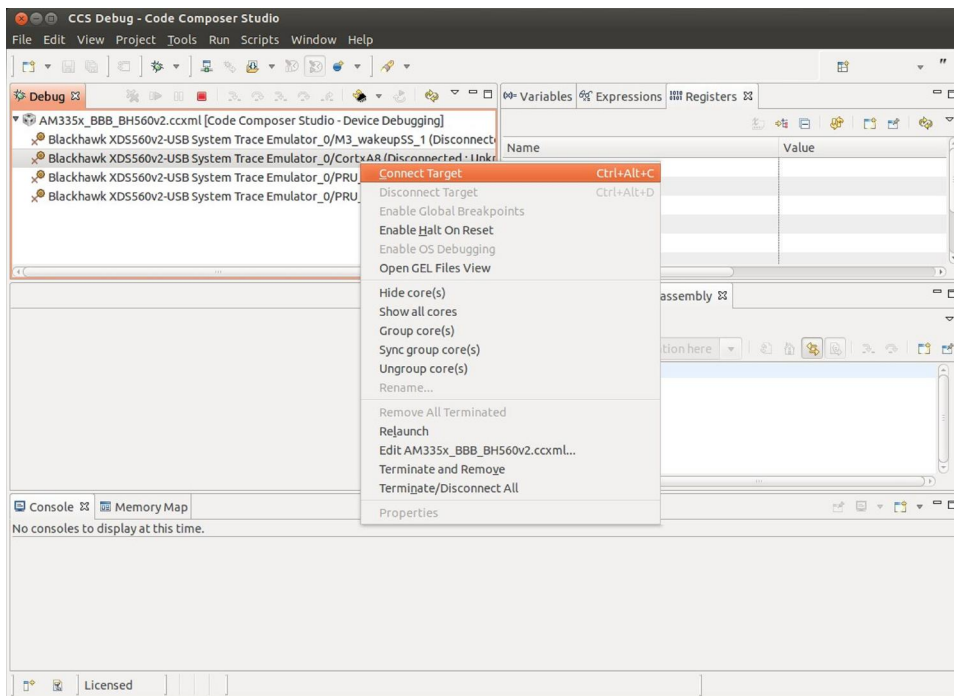 CCS Debug - Code Composer Studio
File Edit View Project Tools Run Scripts Window Help
Debug
Variables Expressions Registers
AM335x_BBB_BH560v2.ccxml [Code Composer Studio - Device Debugging]
Blackhawk XDS560v2-USB System Trace Emulator_0/M3_wakeupSS_1 (Disconnecte
Blackhawk XDS560v2-USB System Trace Emulator_0/CortxA8 (Disconnected : Unkn
Blackhawk XDS560v2-USB System Trace Emulator_0/PRU_
Blackhawk XDS560v2-USB System Trace Emulator_0/PRU_
Name Value
Connect Target Ctrl+Alt+C
Disconnect Target Ctrl+Alt+D
Enable Global Breakpoints
Enable Halt On Reset
Enable OS Debugging
Open GEL Files View
Hide core(s)
Show all cores
Group core(s)
Sync group core(s)
Ungroup core(s)
Rename...
Remove All Terminated
Relaunch
Edit AM335x_BBB_BH560v2.ccxml...
Terminate and Remove
Terminate/Disconnect All
Properties
assembly
tion here
Console Memory Map
No consoles to display at this time.
Licensed